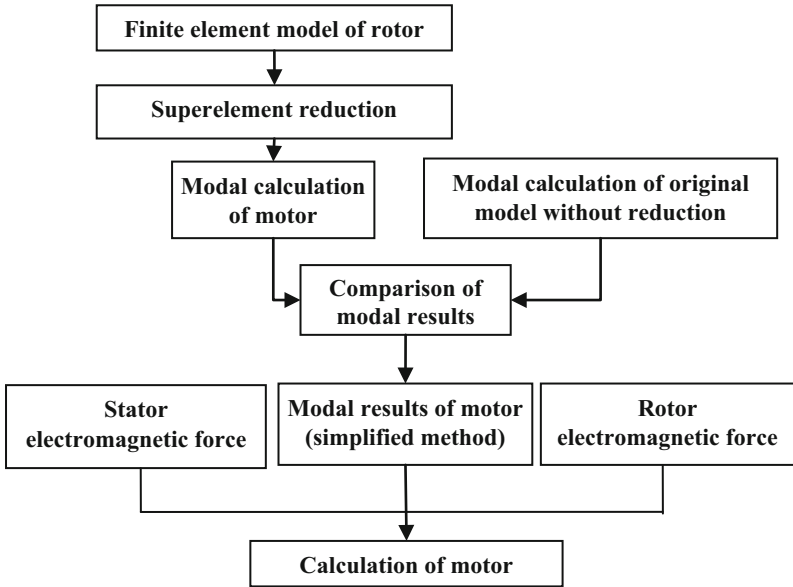 Finite element model of rotor
Superelement reduction
Modal calculation
of motor
Modal calculation of original
model without reduction
Comparison of
modal results
Stator
electromagnetic force
Modal results of motor
(simplified method)
Rotor
electromagnetic force
Calculation of motor